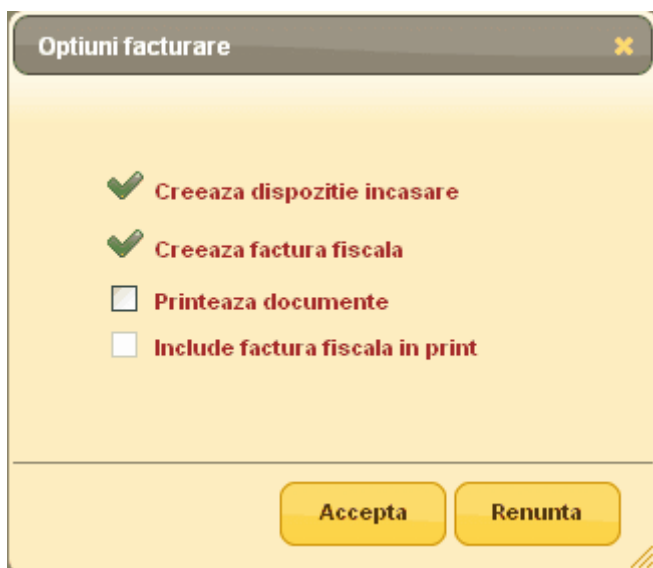 Optiuni facturare
Creeaza dispozitie incasare
Creeaza factura fiscala
Printeaza documente
Include factura fiscala in print
Accepta Renunta